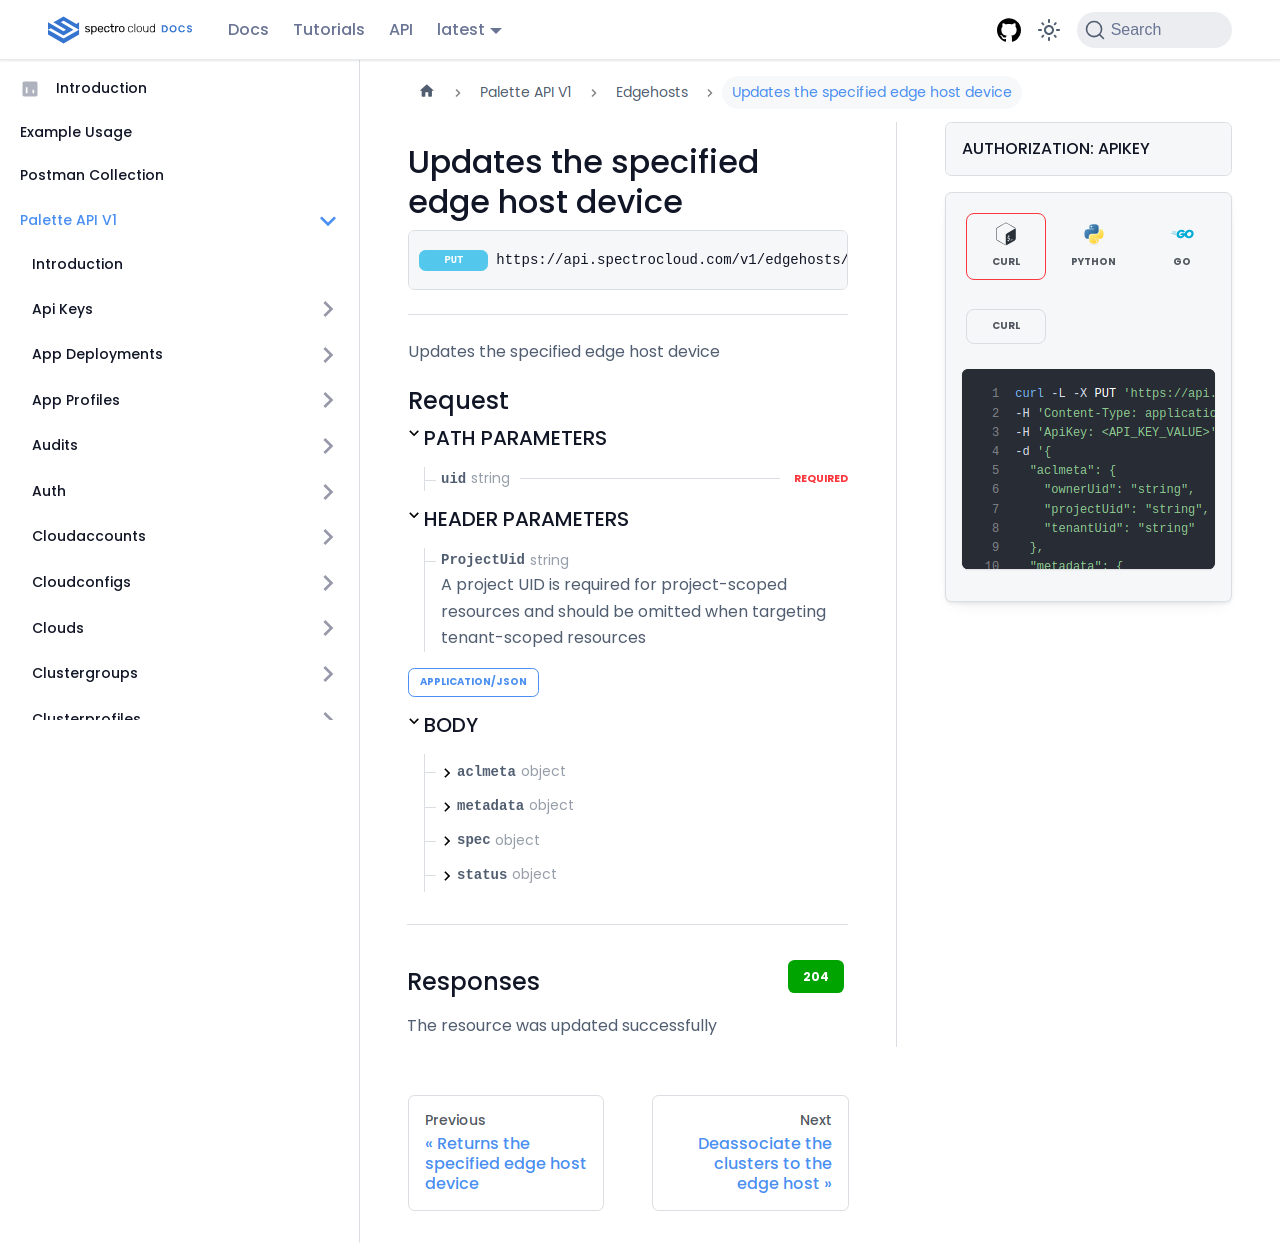 spectro cloud DOCS
Docs
Tutorials
API
latest
Search
Introduction
Example Usage
Postman Collection
Palette API V1
Introduction
Api Keys
App Deployments
App Profiles
Audits
Auth
Cloudaccounts
Cloudconfigs
Clouds
Clustergroups
Clusterprofiles
Palette API V1
Edgehosts
Updates the specified edge host device
Updates the specified
edge host device
PUT https://api.spectrocloud.com/v1/edgehosts/
Updates the specified edge host device
Request
PATH PARAMETERS
uid string REQUIRED
HEADER PARAMETERS
ProjectUid string
A project UID is required for project-scoped
resources and should be omitted when targeting
tenant-scoped resources
APPLICATION/JSON
BODY
aclmeta object
metadata object
spec object
status object
Responses
204
The resource was updated successfully
Previous
« Returns the
specified edge host
device
Next
Deassociate the
clusters to the
edge host »
AUTHORIZATION: APIKEY
CURL
PYTHON
GO
CURL
1 curl -L -X PUT 'https://api.
2 -H 'Content-Type: applicatio
3 -H 'ApiKey: <API_KEY_VALUE>'
4 -d '{
5 "aclmeta": {
6 "ownerUid": "string",
7 "projectUid": "string",
8 "tenantUid": "string"
9 },
10 "metadata": {